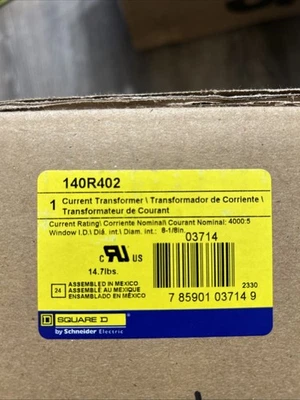 140R402
1 Current Transformer \ Transformador de Corriente \
Transformateur de Courant
Current Rating\ Corriente Nominal\ Courant Nominal: 4000:5
Window I.D.\ Diá. int.\ Diam. int.: 8-1/8in.
03714
C UR US
14.7lbs.
24
ASSEMBLED IN MEXICO
ASSEMBLÉ AU MEXIQUE
ENSAMBLADO EN MÉXICO
2330
7 85901 03714 9
D SQUARE D
by Schneider Electric